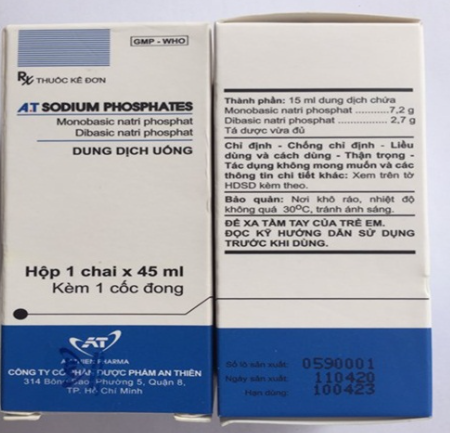 GMP - WHO
Rx THUỐC KÊ ĐƠN
A.T SODIUM PHOSPHATES
Monobasic natri phosphat
Dibasic natri phosphat
DUNG DỊCH UỐNG
Hộp 1 chai x 45 ml
Kèm 1 cốc đong
AT
AN THIEN PHARMA
CÔNG TY CỔ PHẦN DƯỢC PHẨM AN THIÊN
314 Bông Sao, Phường 5, Quận 8,
TP. Hồ Chí Minh
Thành phần: 15 ml dung dịch chứa
Monobasic natri phosphat ...........7,2 g
Dibasic natri phosphat ............... 2,7 g
Tá dược vừa đủ
Chỉ định - Chống chỉ định - Liều
dùng và cách dùng - Thận trọng -
Tác dụng không mong muốn và các
thông tin chi tiết khác: Xem trên tờ
HDSD kèm theo.
Bảo quản: Nơi khô ráo, nhiệt độ
không quá 30ºC, tránh ánh sáng.
ĐỂ XA TẦM TAY CỦA TRẺ EM.
ĐỌC KỸ HƯỚNG DẪN SỬ DỤNG
TRƯỚC KHI DÙNG.
Số lô sản xuất: 0590001
Ngày sản xuất: 110420
Hạn dùng: 100423